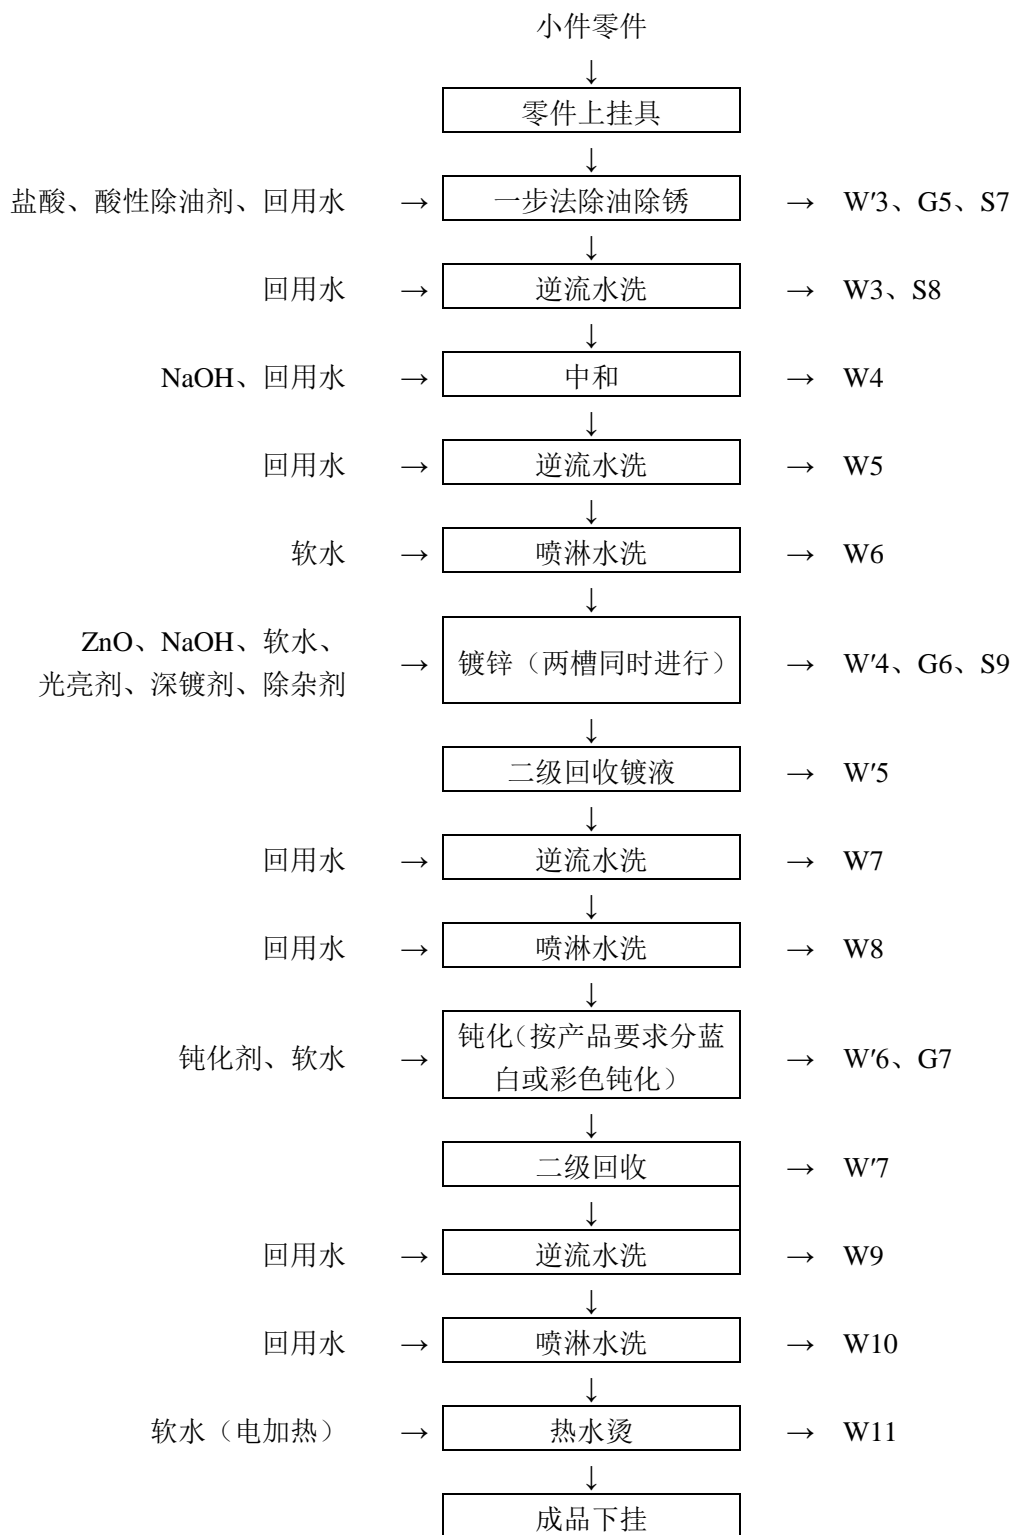 小件零件
↓
零件上挂具
↓
盐酸、酸性除油剂、回用水 → 一步法除油除锈 → W′3、G5、S7
↓
回用水 → 逆流水洗 → W3、S8
↓
NaOH、回用水 → 中和 → W4
↓
回用水 → 逆流水洗 → W5
↓
软水 → 喷淋水洗 → W6
↓
ZnO、NaOH、软水、
光亮剂、深镀剂、除杂剂 → 镀锌（两槽同时进行） → W′4、G6、S9
↓
二级回收镀液 → W′5
↓
回用水 → 逆流水洗 → W7
↓
回用水 → 喷淋水洗 → W8
↓
钝化剂、软水 → 钝化（按产品要求分蓝
白或彩色钝化） → W′6、G7
↓
二级回收 → W′7
↓
回用水 → 逆流水洗 → W9
↓
回用水 → 喷淋水洗 → W10
↓
软水（电加热） → 热水烫 → W11
↓
成品下挂